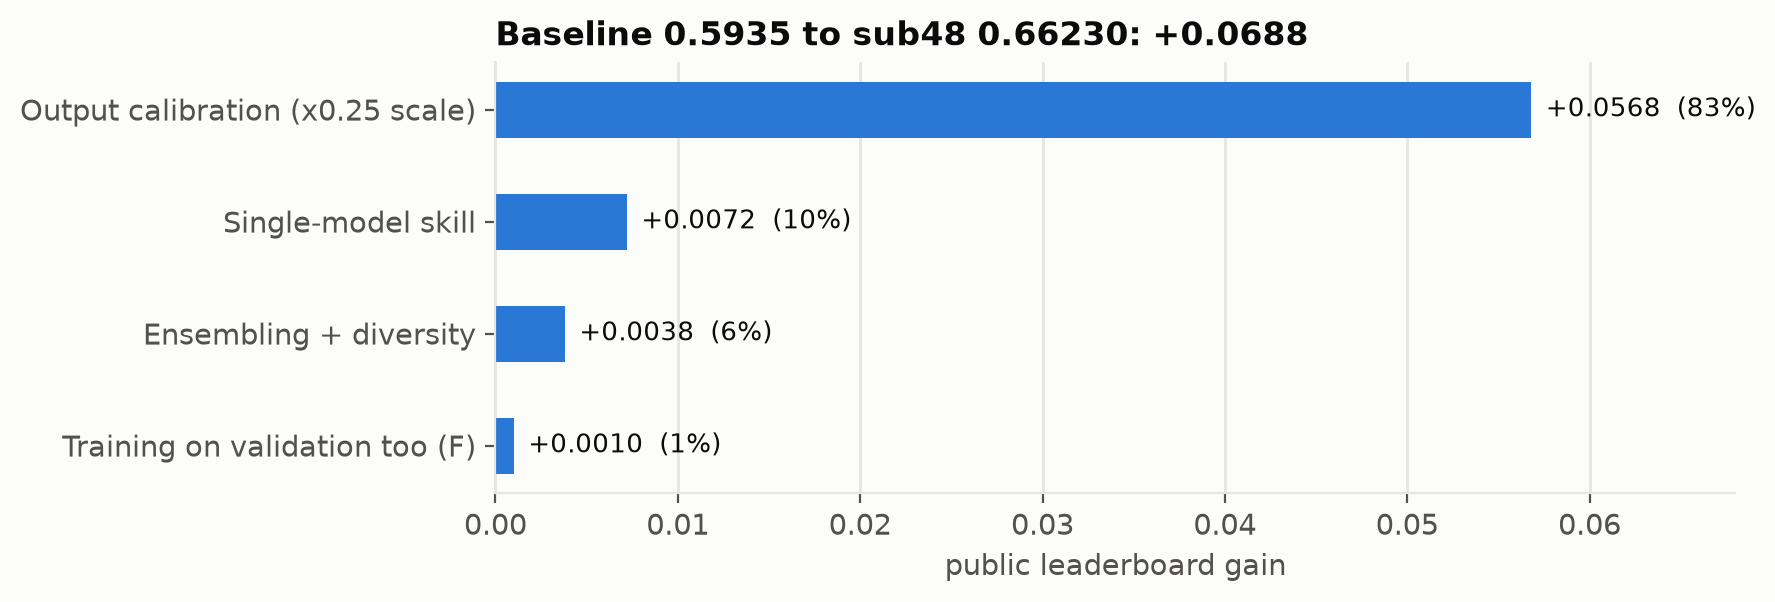 Baseline 0.5935 to sub48 0.66230: +0.0688
Output calibration (x0.25 scale)
+0.0568 (83%)
Single-model skill
+0.0072 (10%)
Ensembling + diversity
+0.0038 (6%)
Training on validation too (F)
+0.0010 (1%)
0.00 0.01 0.02 0.03 0.04 0.05 0.06
public leaderboard gain